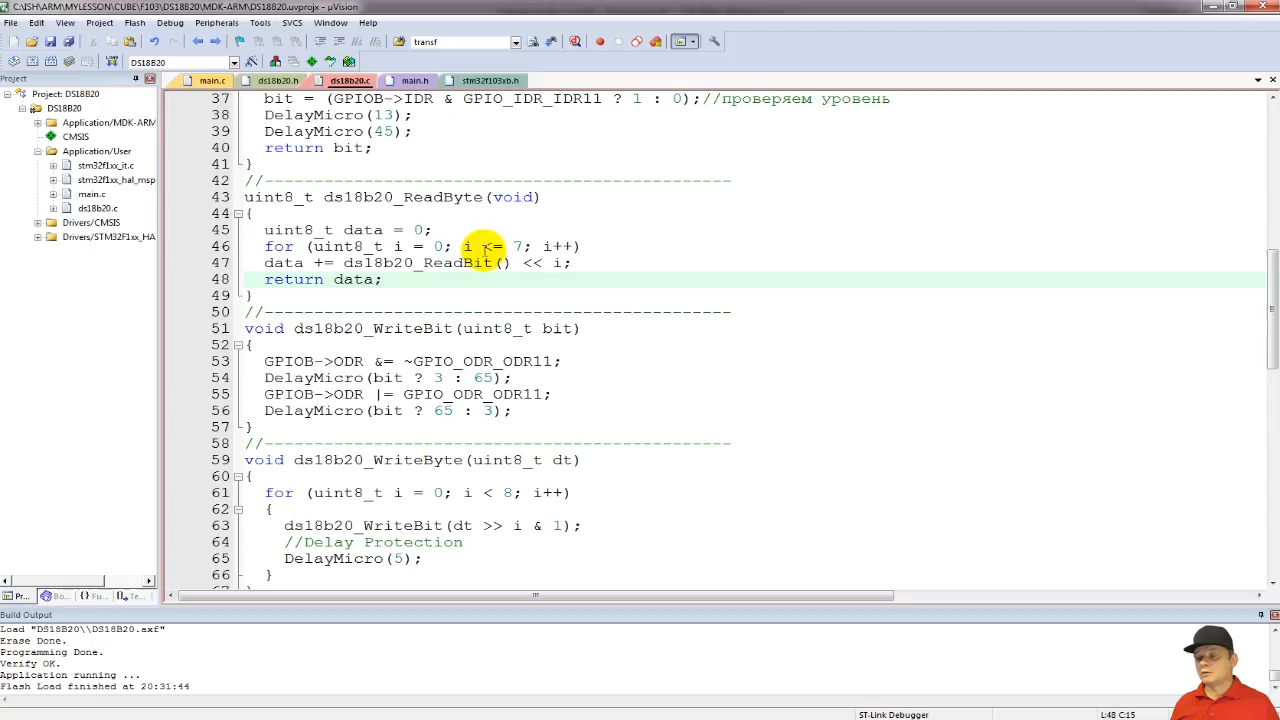 C:\ISH\ARM\MYLESSON\CUBE\F103\DS18B20\MDK-ARM\DS18B20.uvprojx - µVision
File Edit View Project Flash Debug Peripherals Tools SVCS Window Help
transf
DS18B20
Project
Project: DS18B20
DS18B20
Application/MDK-ARM
CMSIS
Application/User
stm32f1xx_it.c
stm32f1xx_hal_msp
main.c
ds18b20.c
Drivers/CMSIS
Drivers/STM32F1xx_HA
Pr... Bo... {} Fu... Te...
main.c ds18b20.h ds18b20.c main.h stm32f103xb.h
37 bit = (GPIOB->IDR & GPIO_IDR_IDR11 ? 1 : 0);//проверяем уровень
38 DelayMicro(13);
39 DelayMicro(45);
40 return bit;
41 }
42 //-----------------------------------------------
43 uint8_t ds18b20_ReadByte(void)
44 {
45 uint8_t data = 0;
46 for (uint8_t i = 0; i <= 7; i++)
47 data += ds18b20_ReadBit() << i;
48 return data;
49 }
50 //-----------------------------------------------
51 void ds18b20_WriteBit(uint8_t bit)
52 {
53 GPIOB->ODR &= ~GPIO_ODR_ODR11;
54 DelayMicro(bit ? 3 : 65);
55 GPIOB->ODR |= GPIO_ODR_ODR11;
56 DelayMicro(bit ? 65 : 3);
57 }
58 //-----------------------------------------------
59 void ds18b20_WriteByte(uint8_t dt)
60 {
61 for (uint8_t i = 0; i < 8; i++)
62 {
63 ds18b20_WriteBit(dt >> i & 1);
64 //Delay Protection
65 DelayMicro(5);
66 }
Build Output
Load "DS18B20\\DS18B20.axf"
Erase Done.
Programming Done.
Verify OK.
Application running ...
Flash Load finished at 20:31:44
ST-Link Debugger L:48 C:15